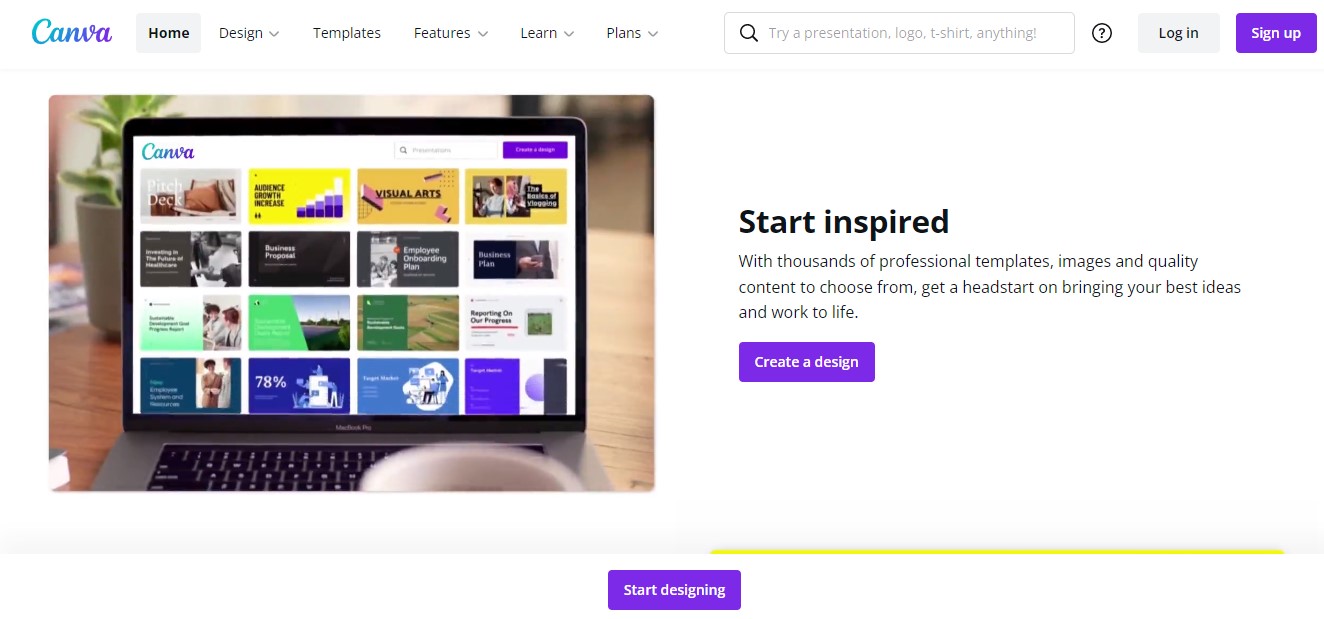 Canva
Home
Design
Templates
Features
Learn
Plans
Try a presentation, logo, t-shirt, anything!
?
Log in
Sign up
Canva
Presentations
Create a design
Pitch
Deck
AUDIENCE
GROWTH
INCREASE
VISUAL ARTS
The
Basics of
Vlogging
Investing in
The Future of
Healthcare
Business
Proposal
Employee
Onboarding
Plan
Business
Plan
Sustainable
Development Goal
Progress Report
Sustainable
Development
Sustainable
Development Goals
Reporting On
Our Progress
New
Employee
System and
Resources
78%
Target Market
Target Market
MacBook Pro
Start inspired
With thousands of professional templates, images and quality
content to choose from, get a headstart on bringing your best ideas
and work to life.
Create a design
Start designing